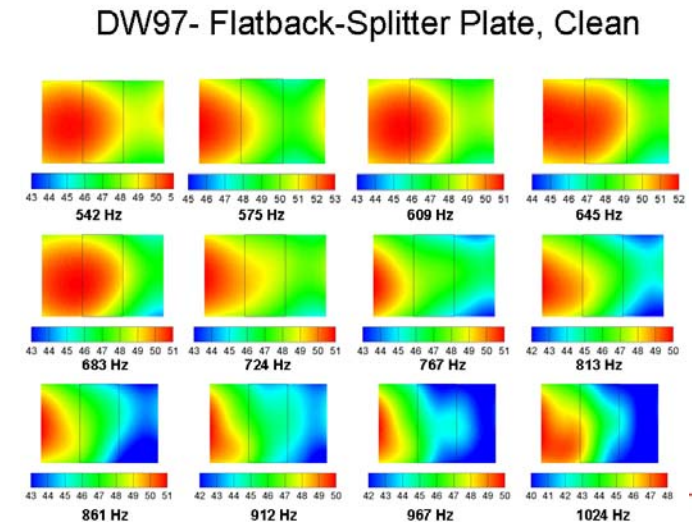 DW97- Flatback-Splitter Plate, Clean
43 44 45 46 47 48 49 50 5
45 46 47 48 49 50 51 52 53
43 44 45 46 47 48 49 50 51
44 45 46 47 48 49 50 51 52
542 Hz
575 Hz
609 Hz
645 Hz
43 44 45 46 47 48 49 50 51
43 44 45 46 47 48 49 50 51
43 44 45 46 47 48 49 50 51
42 43 44 45 46 47 48 49 50
683 Hz
724 Hz
767 Hz
813 Hz
43 44 45 46 47 48 49 50 51
42 43 44 45 46 47 48 49 50
42 43 44 45 46 47 48 49 50
40 41 42 43 44 45 46 47 48
861 Hz
912 Hz
967 Hz
1024 Hz